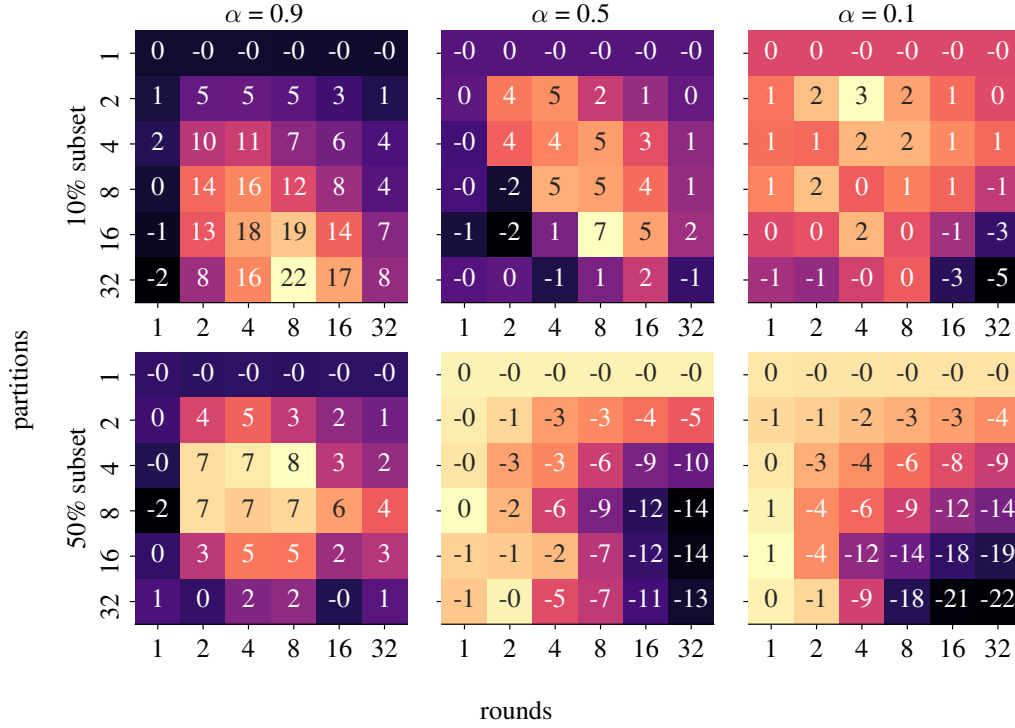 α = 0.9 α = 0.5 α = 0.1
1 0 -0 -0 -0 -0 -0 -0 0 -0 -0 -0 -0 0 0 -0 -0 -0 -0
2 1 5 5 5 3 1 0 4 5 2 1 0 1 2 3 2 1 0
4 2 10 11 7 6 4 -0 4 4 5 3 1 1 1 2 2 1 1
8 0 14 16 12 8 4 -0 -2 5 5 4 1 1 2 0 1 1 -1
16 -1 13 18 19 14 7 -1 -2 1 7 5 2 0 0 2 0 -1 -3
32 -2 8 16 22 17 8 -0 0 -1 1 2 -1 -1 -1 -0 0 -3 -5
10% subset
1 2 4 8 16 32 1 2 4 8 16 32 1 2 4 8 16 32
partitions
1 -0 -0 -0 -0 -0 -0 0 -0 -0 -0 -0 -0 0 -0 -0 -0 -0 -0
2 0 4 5 3 2 1 -0 -1 -3 -3 -4 -5 -1 -1 -2 -3 -3 -4
4 -0 7 7 8 3 2 -0 -3 -3 -6 -9 -10 0 -3 -4 -6 -8 -9
8 -2 7 7 7 6 4 0 -2 -6 -9 -12 -14 1 -4 -6 -9 -12 -14
16 0 3 5 5 2 3 -1 -1 -2 -7 -12 -14 1 -4 -12 -14 -18 -19
32 1 0 2 2 -0 1 -1 -0 -5 -7 -11 -13 0 -1 -9 -18 -21 -22
50% subset
1 2 4 8 16 32 1 2 4 8 16 32 1 2 4 8 16 32
rounds